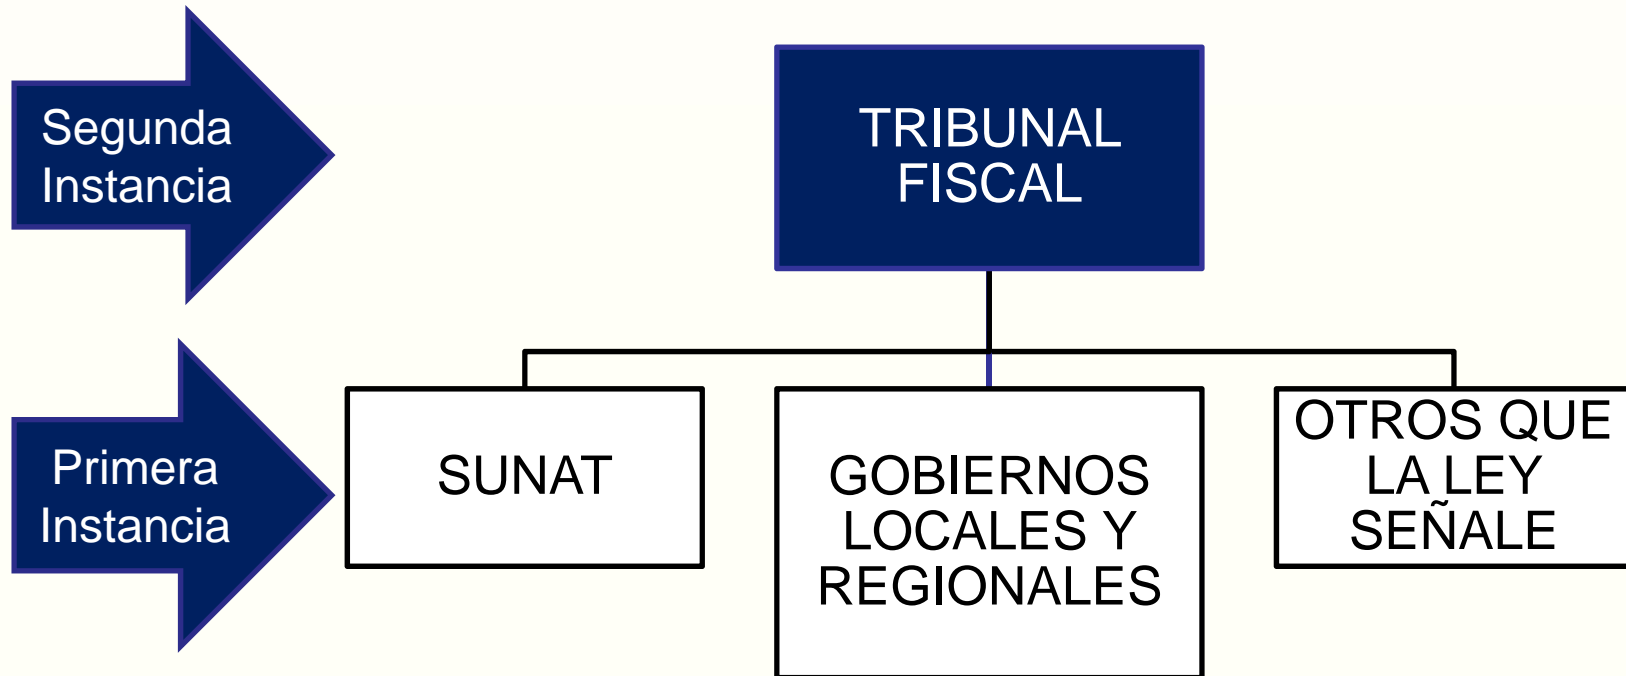 Segunda
Instancia
TRIBUNAL
FISCAL
Primera
Instancia
SUNAT
GOBIERNOS
LOCALES Y
REGIONALES
OTROS QUE
LA LEY
SEÑALE